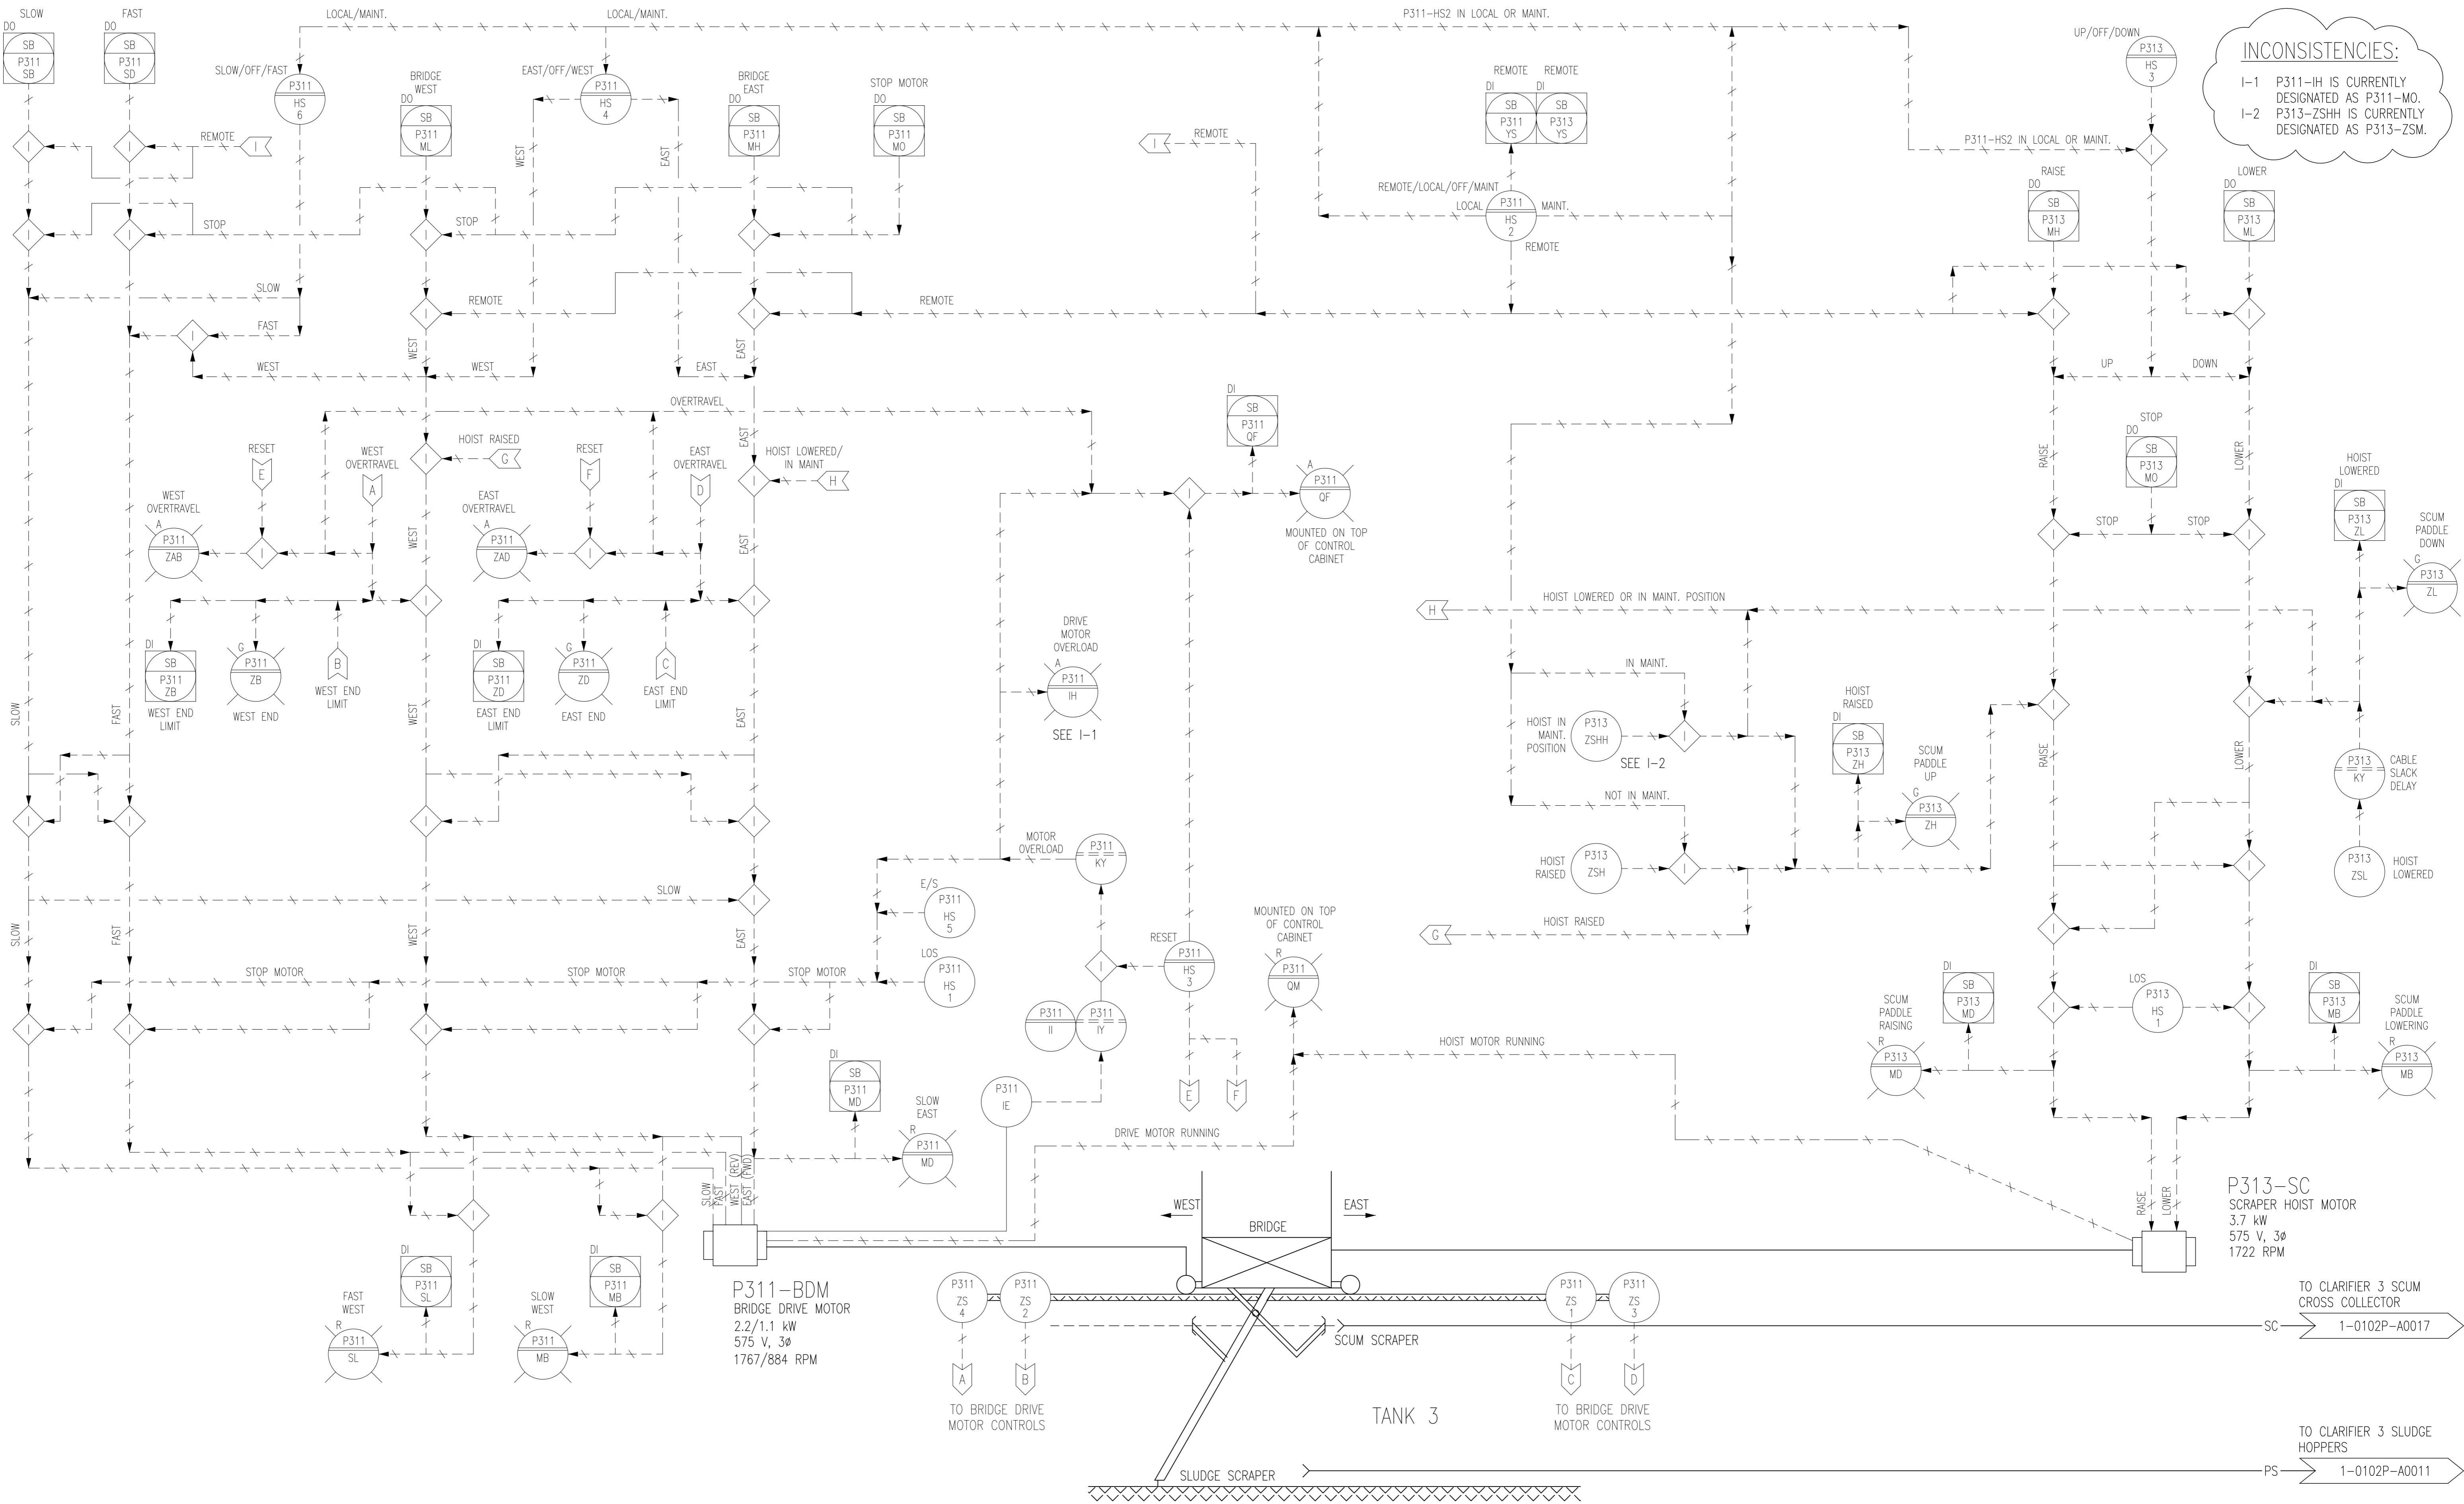 SLOW
DO
SB
P311
SB
FAST
DO
SB
P311
SD
LOCAL/MAINT.
LOCAL/MAINT.
P311-HS2 IN LOCAL OR MAINT.
SLOW/OFF/FAST
P311
HS
6
EAST/OFF/WEST
P311
HS
4
BRIDGE
WEST
DO
SB
P311
ML
BRIDGE
EAST
DO
SB
P311
MH
STOP MOTOR
DO
SB
P311
MO
REMOTE
I
I
REMOTE
WEST
EAST
REMOTE
DI
SB
P311
YS
REMOTE
DI
SB
P313
YS
REMOTE/LOCAL/OFF/MAINT
LOCAL
P311
HS
2
MAINT.
REMOTE
UP/OFF/DOWN
P313
HS
3
P311-HS2 IN LOCAL OR MAINT.
INCONSISTENCIES:
I-1 P311-IH IS CURRENTLY
DESIGNATED AS P311-MO.
I-2 P313-ZSHH IS CURRENTLY
DESIGNATED AS P313-ZSM.
RAISE
DO
SB
P313
MH
LOWER
DO
SB
P313
ML
STOP
STOP
SLOW
FAST
REMOTE
REMOTE
WEST
WEST
WEST
EAST
EAST
UP
DOWN
OVERTRAVEL
HOIST RAISED
G
RESET
E
WEST
OVERTRAVEL
A
WEST
OVERTRAVEL
A
P311
ZAB
RESET
F
EAST
OVERTRAVEL
D
EAST
OVERTRAVEL
A
P311
ZAD
EAST
HOIST LOWERED/
IN MAINT
H
WEST
EAST
DI
SB
P311
QF
A
P311
QF
MOUNTED ON TOP
OF CONTROL
CABINET
RAISE
LOWER
STOP
DO
SB
P313
MO
STOP
STOP
HOIST
LOWERED
DI
SB
P313
ZL
SCUM
PADDLE
DOWN
G
P313
ZL
DI
SB
P311
ZB
WEST END
LIMIT
G
P311
ZB
WEST END
B
WEST END
LIMIT
DI
SB
P311
ZD
EAST END
LIMIT
G
P311
ZD
EAST END
C
EAST END
LIMIT
SLOW
FAST
WEST
EAST
DRIVE
MOTOR
OVERLOAD
A
P311
IH
SEE I-1
H
HOIST LOWERED OR IN MAINT. POSITION
IN MAINT.
HOIST IN
MAINT.
POSITION
P313
ZSHH
SEE I-2
NOT IN MAINT.
HOIST
RAISED
P313
ZSH
G
HOIST RAISED
HOIST
RAISED
DI
SB
P313
ZH
SCUM
PADDLE
UP
G
P313
ZH
RAISE
LOWER
P313
KY
CABLE
SLACK
DELAY
P313
ZSL
HOIST
LOWERED
MOTOR
OVERLOAD
P311
KY
E/S
P311
HS
5
LOS
P311
HS
1
SLOW
SLOW
FAST
WEST
EAST
STOP MOTOR
STOP MOTOR
STOP MOTOR
RESET
P311
HS
3
P311
II
P311
IY
P311
IE
E
F
MOUNTED ON TOP
OF CONTROL
CABINET
R
P311
QM
HOIST MOTOR RUNNING
DRIVE MOTOR RUNNING
DI
SB
P311
MD
SLOW
EAST
R
P311
MD
SCUM
PADDLE
RAISING
R
P313
MD
DI
SB
P313
MD
LOS
P313
HS
1
DI
SB
P313
MB
SCUM
PADDLE
LOWERING
R
P313
MB
SLOW
FAST
WEST (REV)
EAST (FWD)
RAISE
LOWER
P313-SC
SCRAPER HOIST MOTOR
3.7 kW
575 V, 3ø
1722 RPM
P311-BDM
BRIDGE DRIVE MOTOR
2.2/1.1 kW
575 V, 3ø
1767/884 RPM
FAST
WEST
R
P311
SL
DI
SB
P311
SL
SLOW
WEST
R
P311
MB
DI
SB
P311
MB
WEST
EAST
BRIDGE
P311
ZS
4
P311
ZS
2
P311
ZS
1
P311
ZS
3
A
B
C
D
TO BRIDGE DRIVE
MOTOR CONTROLS
TO BRIDGE DRIVE
MOTOR CONTROLS
SCUM SCRAPER
TANK 3
SLUDGE SCRAPER
TO CLARIFIER 3 SCUM
CROSS COLLECTOR
SC
1-0102P-A0017
TO CLARIFIER 3 SLUDGE
HOPPERS
PS
1-0102P-A0011